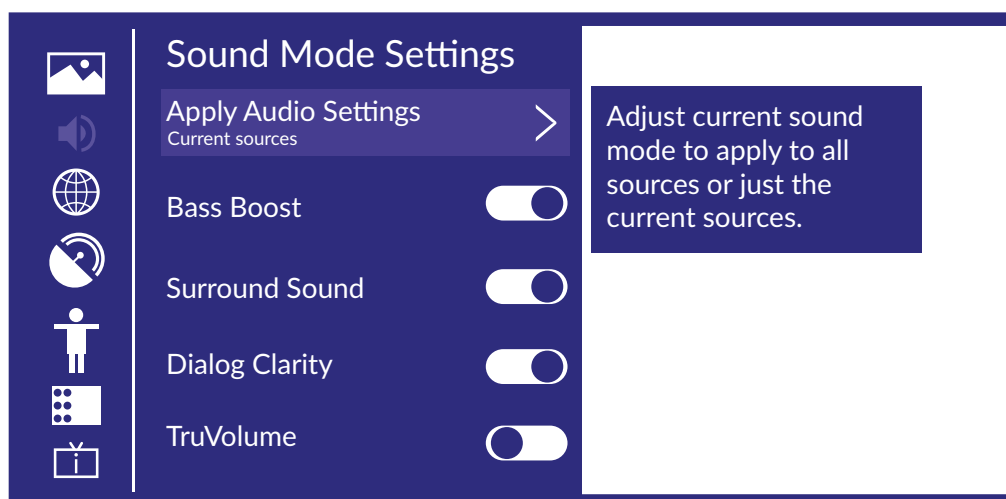 Sound Mode Settings
Apply Audio Settings
Current sources
Adjust current sound
mode to apply to all
sources or just the
current sources.
Bass Boost
Surround Sound
Dialog Clarity
TruVolume
i